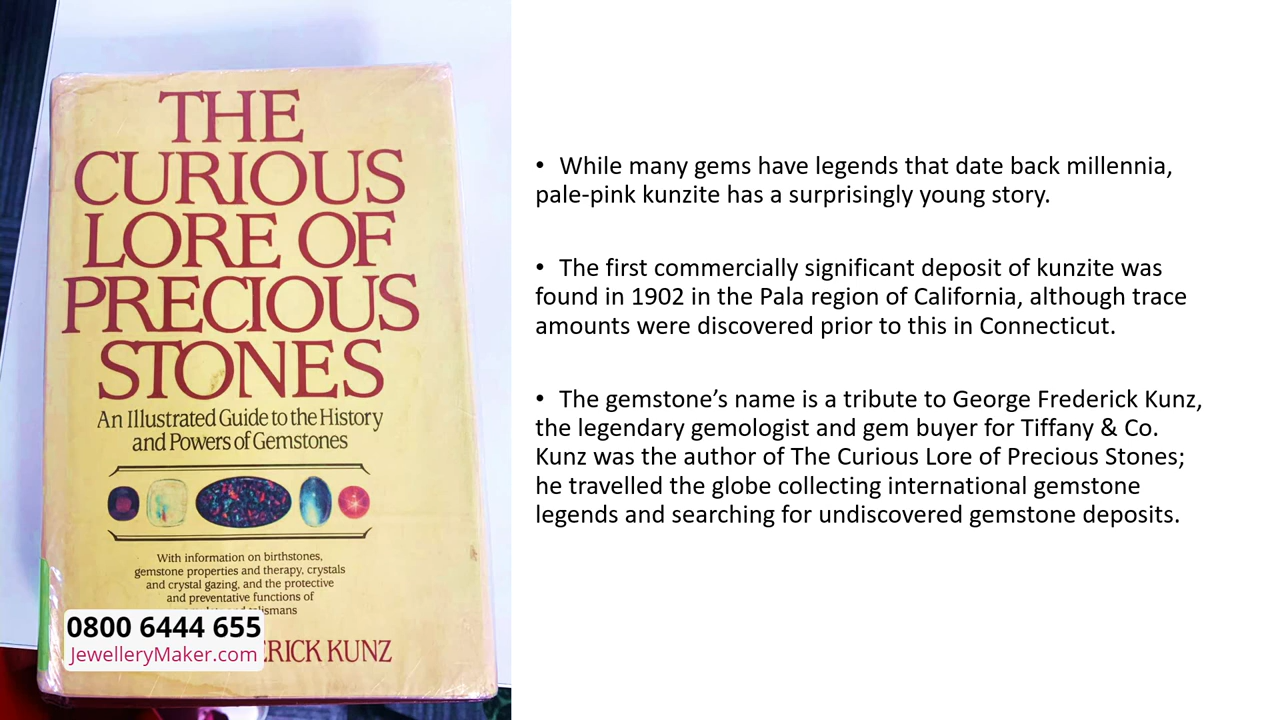 THE
CURIOUS
LORE OF
PRECIOUS
STONES
An Illustrated Guide to the History
and Powers of Gemstones
With information on birthstones,
gemstone properties and therapy, crystals
and crystal gazing, and the protective
and preventative functions of
0800 6444 655
JewelleryMaker.com
KUNZ
• While many gems have legends that date back millennia,
pale-pink kunzite has a surprisingly young story.
• The first commercially significant deposit of kunzite was
found in 1902 in the Pala region of California, although trace
amounts were discovered prior to this in Connecticut.
• The gemstone’s name is a tribute to George Frederick Kunz,
the legendary gemologist and gem buyer for Tiffany & Co.
Kunz was the author of The Curious Lore of Precious Stones;
he travelled the globe collecting international gemstone
legends and searching for undiscovered gemstone deposits.